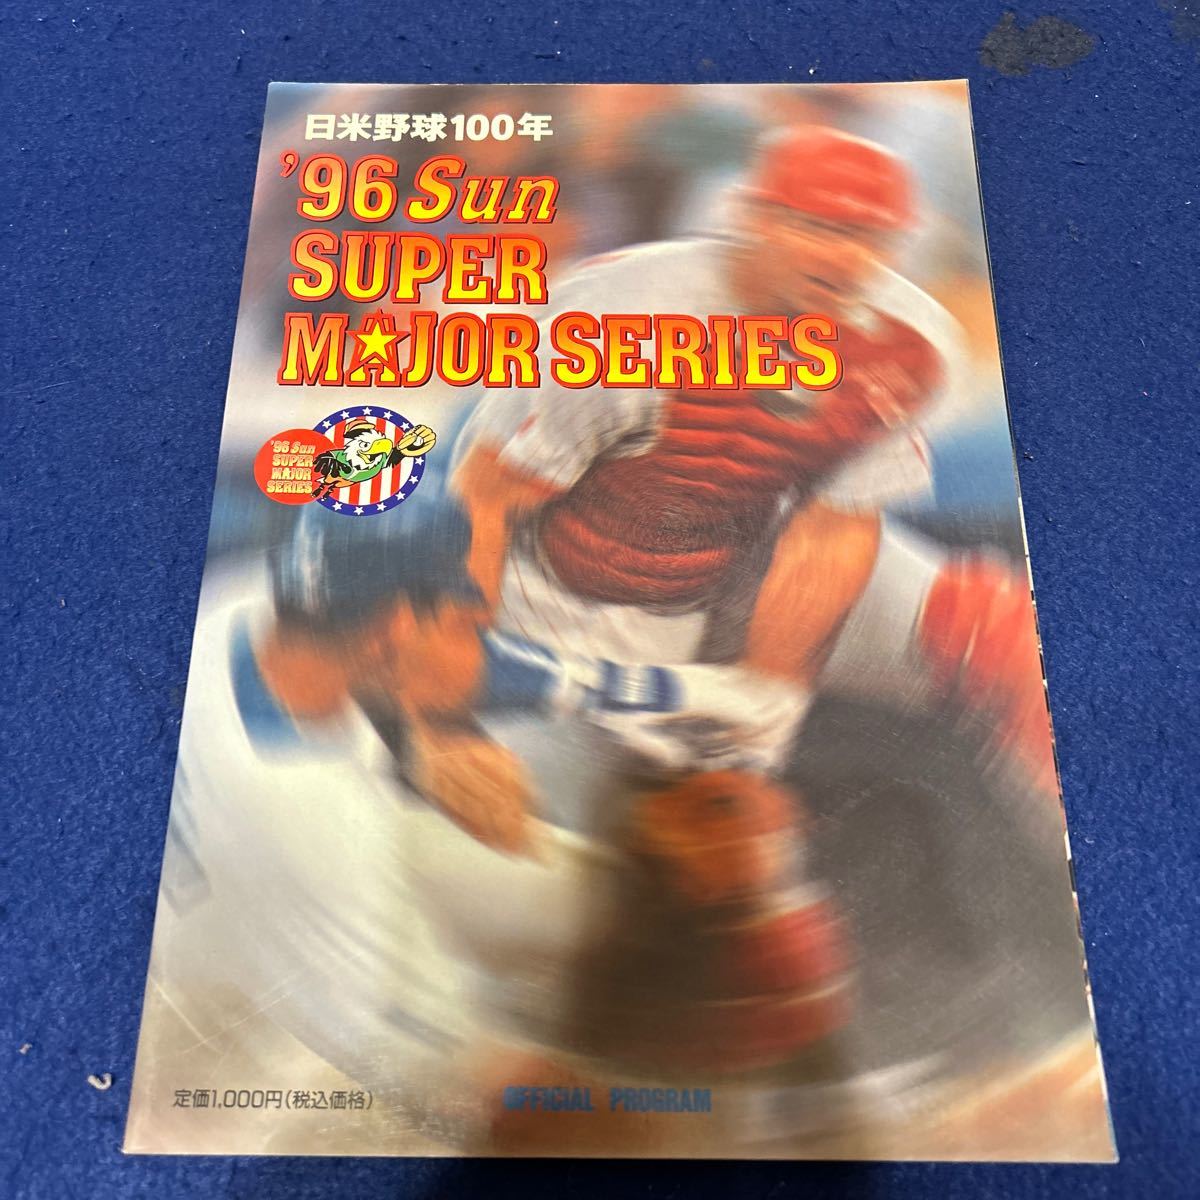 日米野球100年
'96 Sun
SUPER
MAJOR SERIES
'96 Sun
SUPER
MAJOR
SERIES
定価1,000円(税込価格)
OFFICIAL PROGRAM